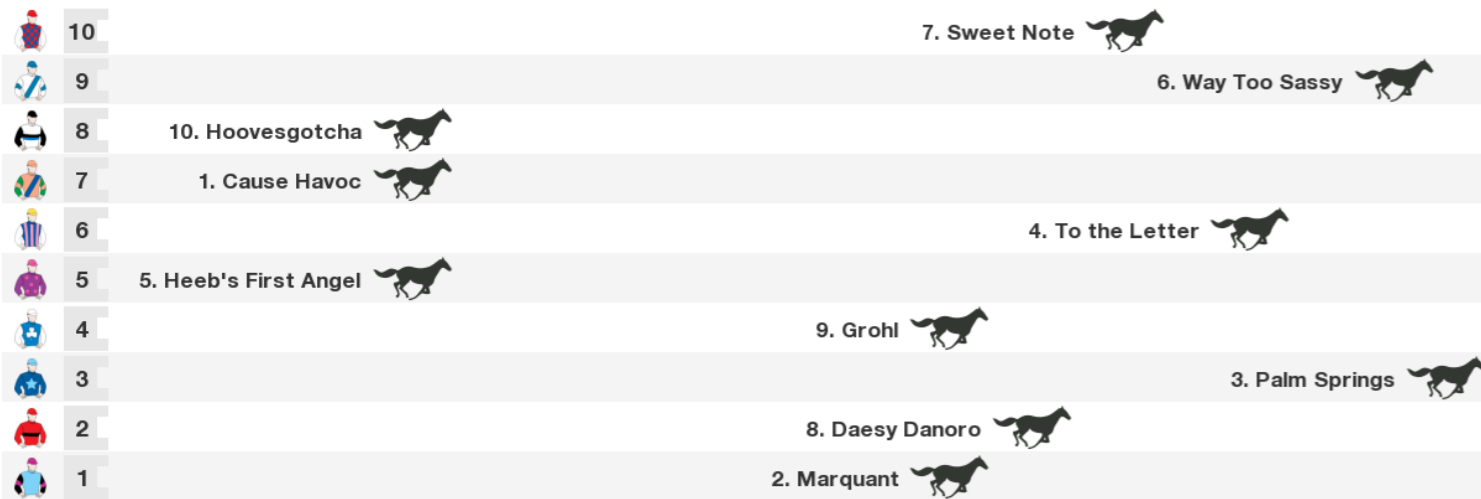 10 7. Sweet Note
9 6. Way Too Sassy
8 10. Hoovesgotcha
7 1. Cause Havoc
6 4. To the Letter
5 5. Heeb's First Angel
4 9. Grohl
3 3. Palm Springs
2 8. Daesy Danoro
1 2. Marquant